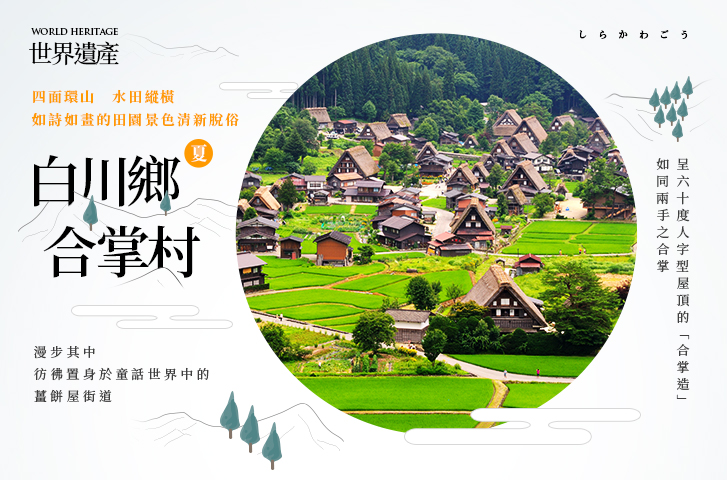 WORLD HERITAGE
世界遺產
しらかわごう
四面環山　水田縱橫
如詩如畫的田園景色清新脫俗
夏
白川鄉
合掌村
呈六十度人字型屋頂的「合掌造」
如同兩手之合掌
漫步其中
彷彿置身於童話世界中的
薑餅屋街道